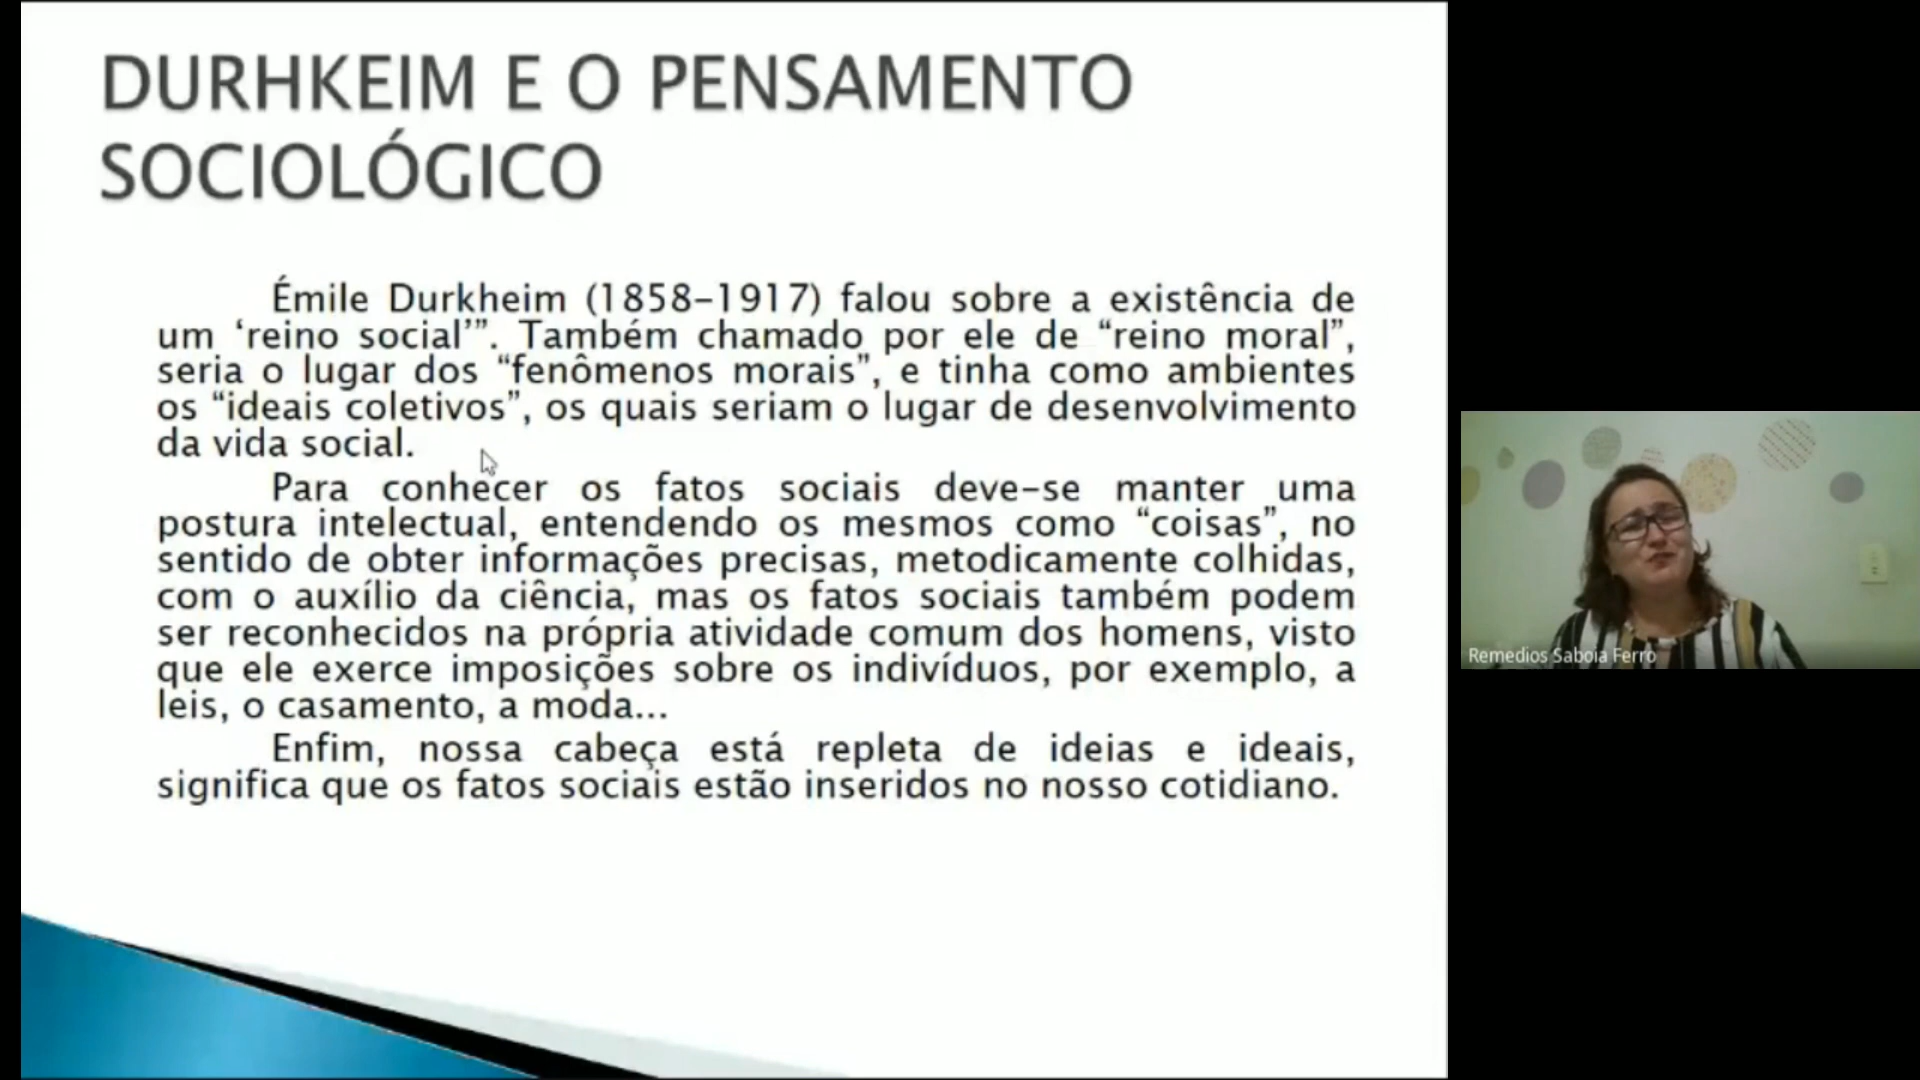 DURHKEIM E O PENSAMENTO
SOCIOLÓGICO
Émile Durkheim (1858-1917) falou sobre a existência de
um ‘reino social’”. Também chamado por ele de “reino moral”,
seria o lugar dos “fenômenos morais”, e tinha como ambientes
os “ideais coletivos”, os quais seriam o lugar de desenvolvimento
da vida social.
Para conhecer os fatos sociais deve-se manter uma
postura intelectual, entendendo os mesmos como “coisas”, no
sentido de obter informações precisas, metodicamente colhidas,
com o auxílio da ciência, mas os fatos sociais também podem
ser reconhecidos na própria atividade comum dos homens, visto
que ele exerce imposições sobre os indivíduos, por exemplo, a
leis, o casamento, a moda...
Enfim, nossa cabeça está repleta de ideias e ideais,
significa que os fatos sociais estão inseridos no nosso cotidiano.
Remedios Saboia Ferro